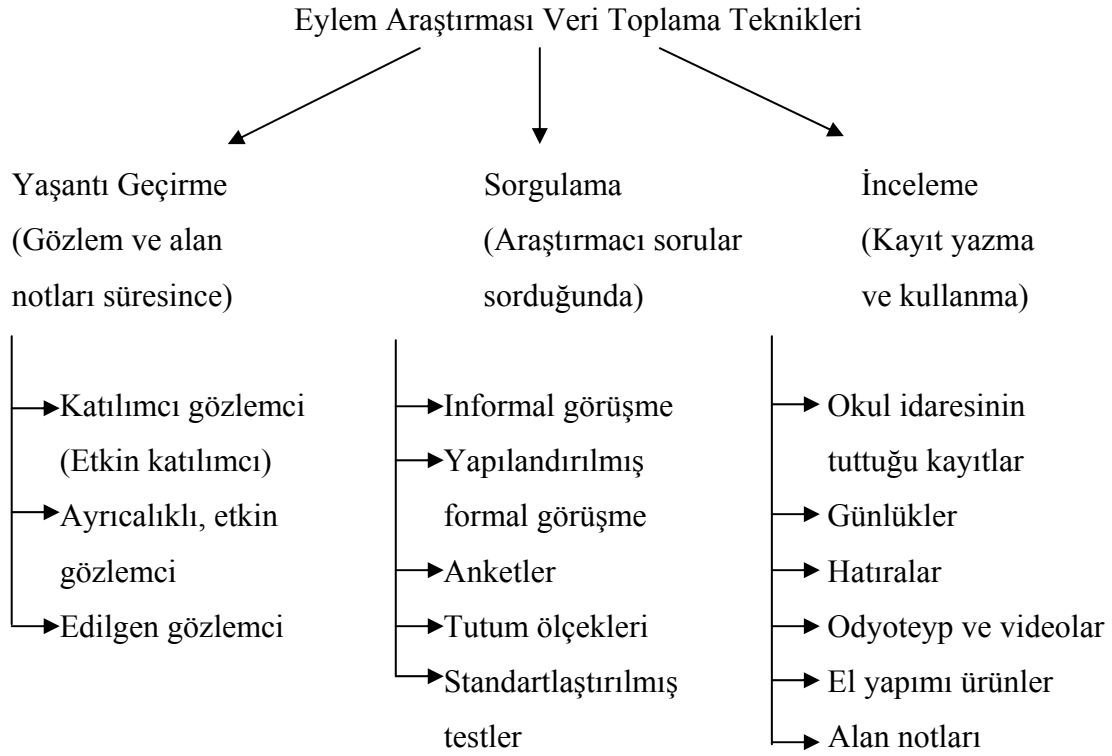 Eylem Araştırması Veri Toplama Teknikleri
Yaşantı Geçirme
(Gözlem ve alan
notları süresince)
Katılımcı gözlemci
(Etkin katılımcı)
Ayrıcalıklı, etkin
gözlemci
Edilgen gözlemci
Sorgulama
(Araştırmacı sorular
sorduğunda)
Informal görüşme
Yapılandırılmış
formal görüşme
Anketler
Tutum ölçekleri
Standartlaştırılmış
testler
İnceleme
(Kayıt yazma
ve kullanma)
Okul idaresinin
tuttuğu kayıtlar
Günlükler
Hatıralar
Odyoteyp ve videolar
El yapımı ürünler
Alan notları